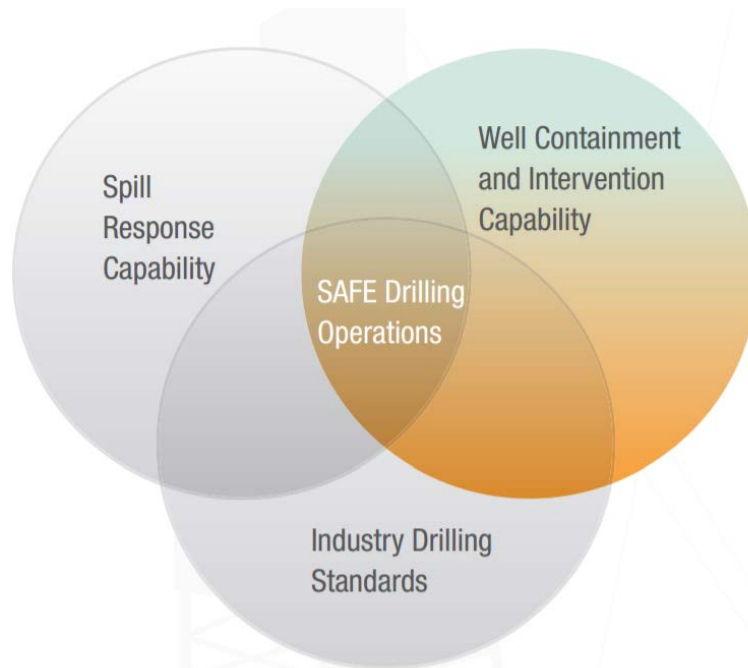 Spill
Response
Capability
Well Containment
and Intervention
Capability
SAFE Drilling
Operations
Industry Drilling
Standards